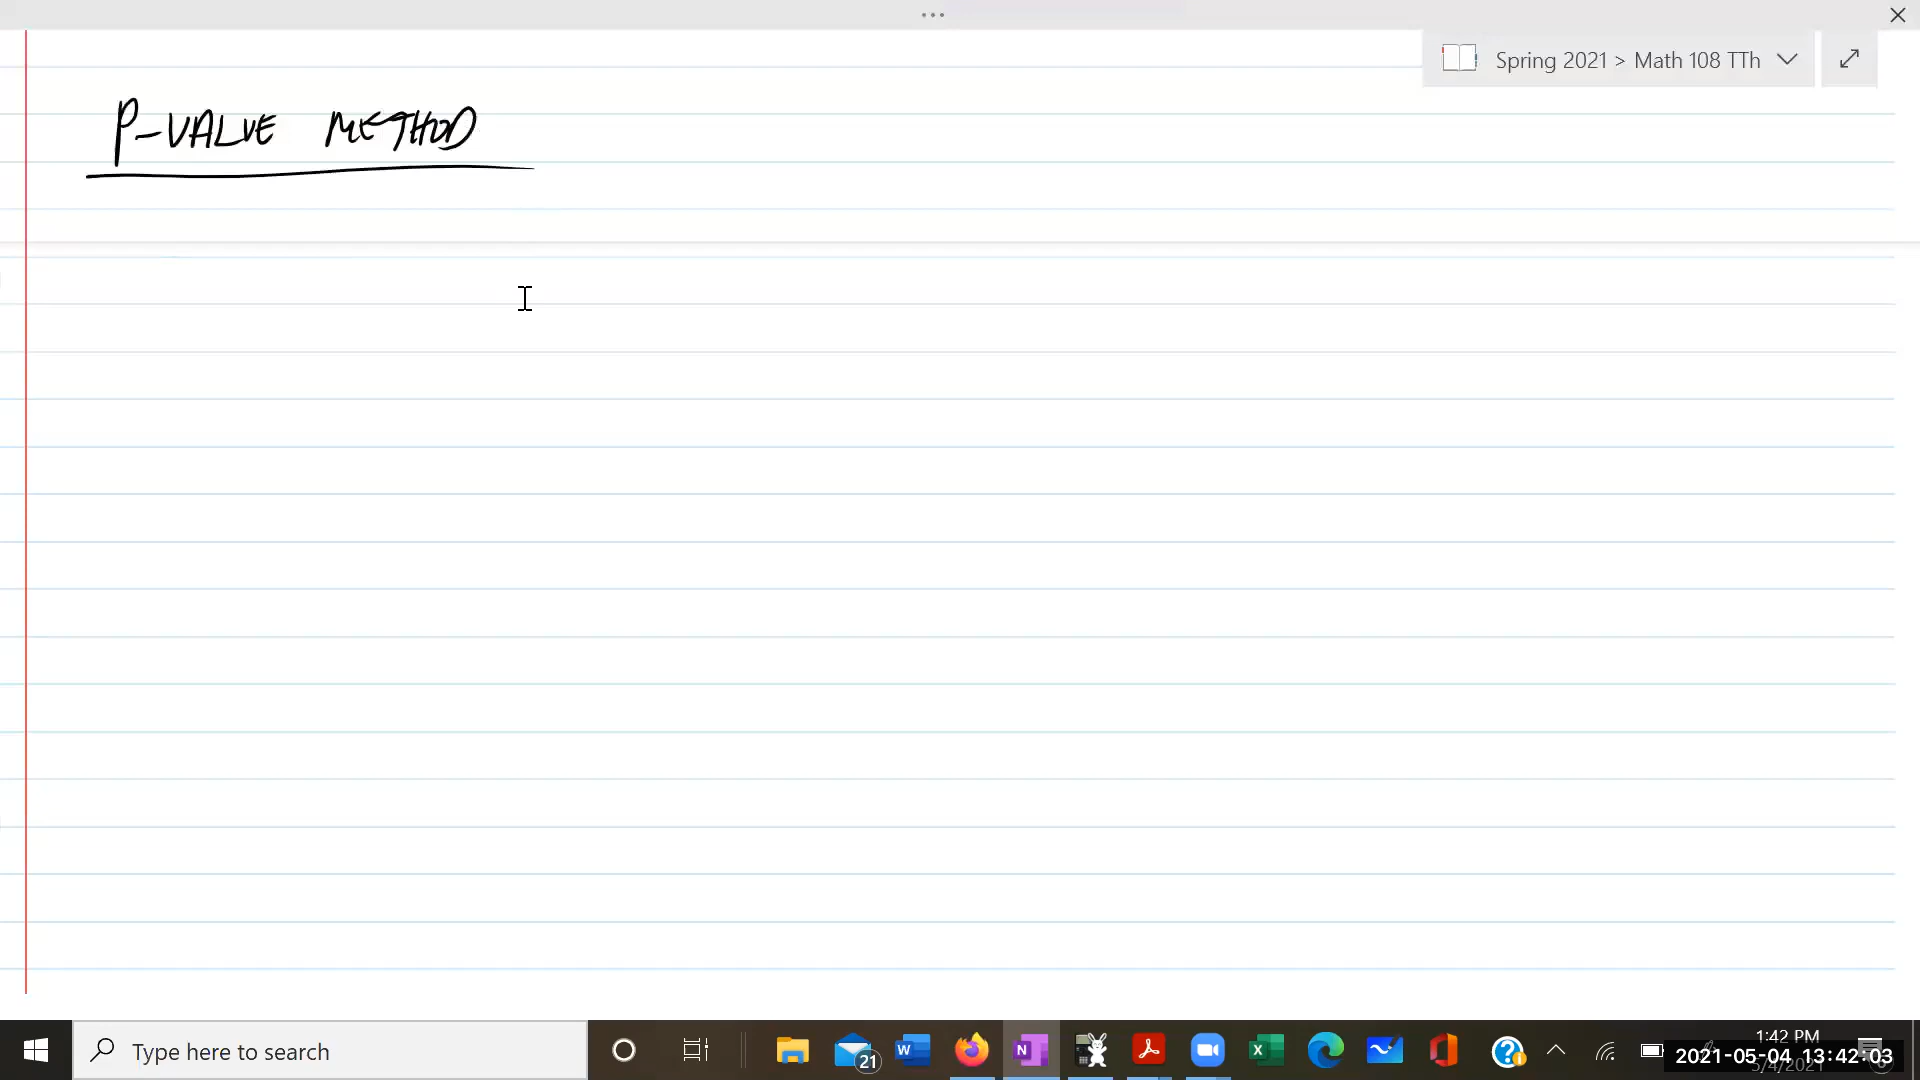 Spring 2021 > Math 108 TTh
P-VALUE METHOD
Type here to search
21
1:42 PM
2021-05-04 13:42:03